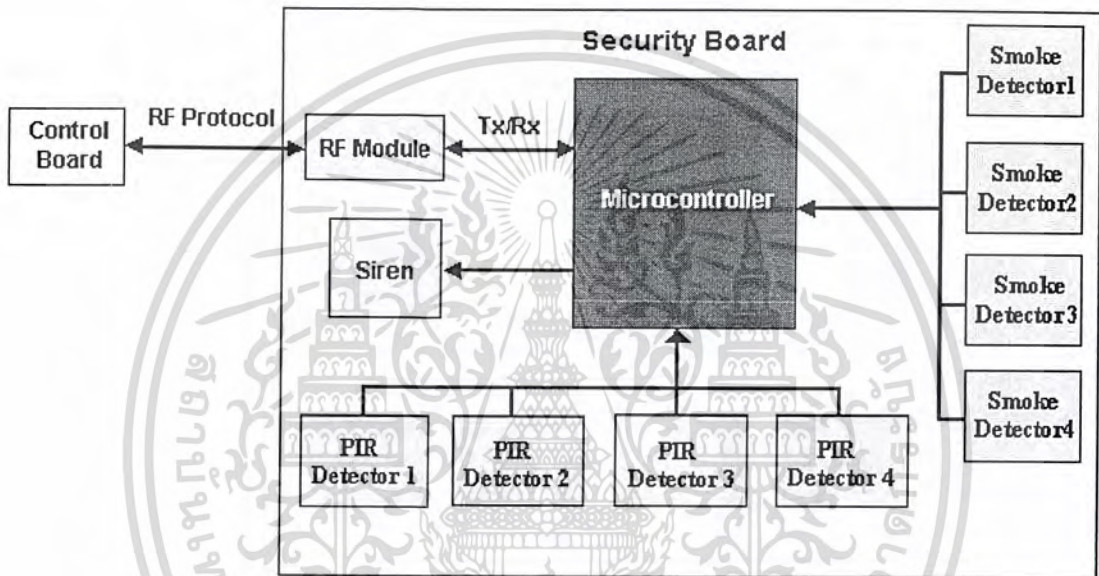 Security Board
Control
Board
RF Protocol
RF Module
Tx/Rx
Microcontroller
Siren
Smoke
Detector1
Smoke
Detector2
Smoke
Detector3
Smoke
Detector4
PIR
Detector 1
PIR
Detector 2
PIR
Detector 3
PIR
Detector 4